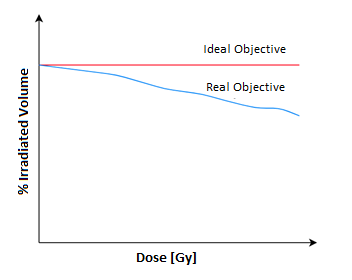 Ideal Objective
Real Objective
% Irradiated Volume
Dose [Gy]